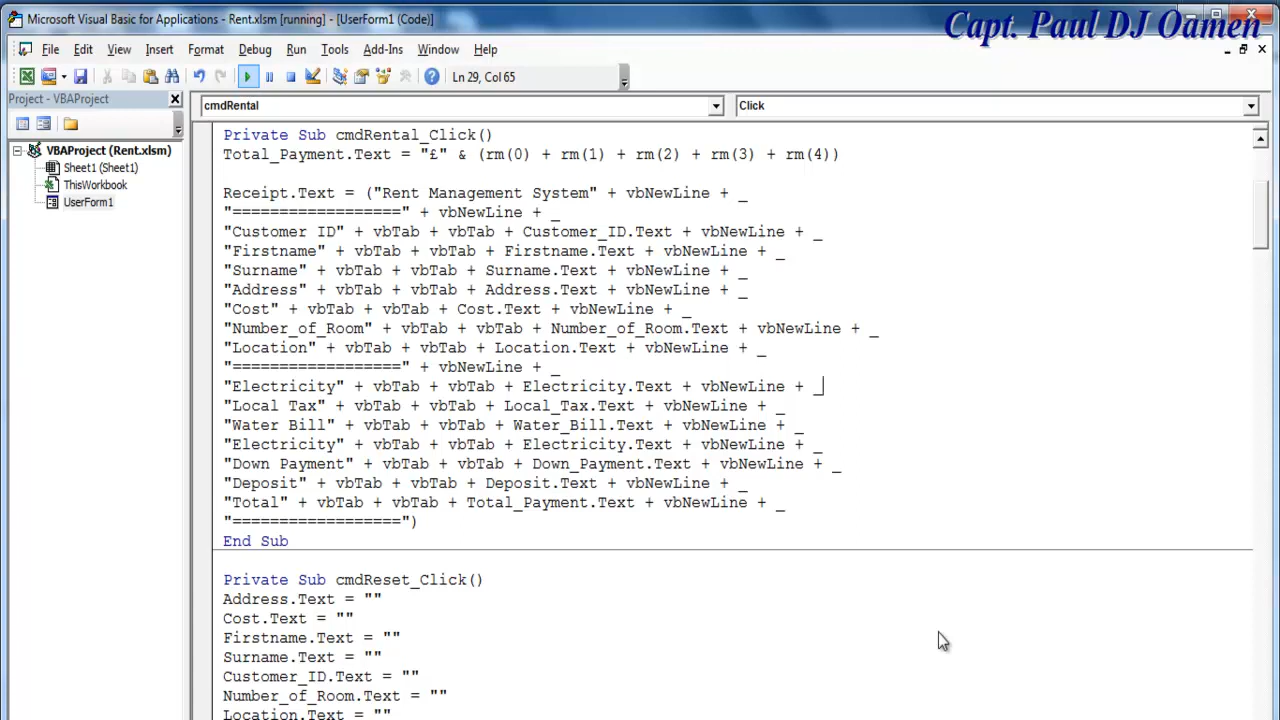 Microsoft Visual Basic for Applications - Rent.xlsm [running] - [UserForm1 (Code)]
Capt. Paul DJ Oamen
File Edit View Insert Format Debug Run Tools Add-Ins Window Help
Ln 29, Col 65
Project - VBAProject
cmdRental
Click
VBAProject (Rent.xlsm)
Sheet1 (Sheet1)
ThisWorkbook
UserForm1
Private Sub cmdRental_Click()
Total_Payment.Text = "£" & (rm(0) + rm(1) + rm(2) + rm(3) + rm(4))
Receipt.Text = ("Rent Management System" + vbNewLine + _
"==================" + vbNewLine + _
"Customer ID" + vbTab + vbTab + Customer_ID.Text + vbNewLine + _
"Firstname" + vbTab + vbTab + Firstname.Text + vbNewLine + _
"Surname" + vbTab + vbTab + Surname.Text + vbNewLine + _
"Address" + vbTab + vbTab + Address.Text + vbNewLine + _
"Cost" + vbTab + vbTab + Cost.Text + vbNewLine + _
"Number_of_Room" + vbTab + vbTab + Number_of_Room.Text + vbNewLine + _
"Location" + vbTab + vbTab + Location.Text + vbNewLine + _
"==================" + vbNewLine + _
"Electricity" + vbTab + vbTab + Electricity.Text + vbNewLine + _
"Local Tax" + vbTab + vbTab + Local_Tax.Text + vbNewLine + _
"Water Bill" + vbTab + vbTab + Water_Bill.Text + vbNewLine + _
"Electricity" + vbTab + vbTab + Electricity.Text + vbNewLine + _
"Down Payment" + vbTab + vbTab + Down_Payment.Text + vbNewLine + _
"Deposit" + vbTab + vbTab + Deposit.Text + vbNewLine + _
"Total" + vbTab + vbTab + Total_Payment.Text + vbNewLine + _
"==================")
End Sub
Private Sub cmdReset_Click()
Address.Text = ""
Cost.Text = ""
Firstname.Text = ""
Surname.Text = ""
Customer_ID.Text = ""
Number_of_Room.Text = ""
Location.Text = ""